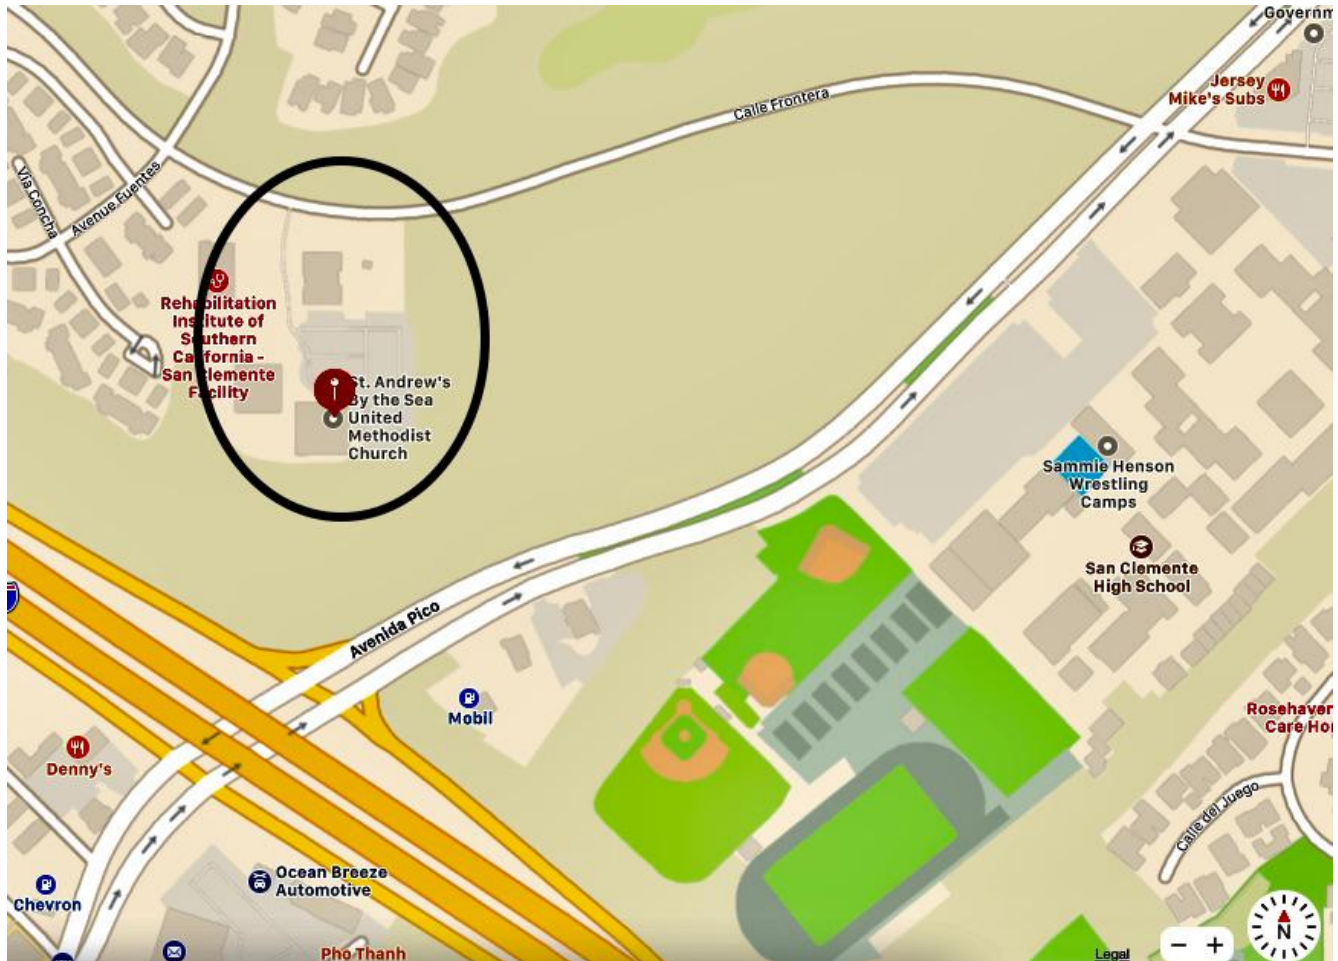 Governm
Jersey
Mike's Subs
Calle Frontera
Via Concha
Avenue Fuentes
Rehabilitation
Institute of
Southern
California -
San Clemente
Facility
St. Andrew's
By the Sea
United
Methodist
Church
Sammie Henson
Wrestling
Camps
San Clemente
High School
Avenida Pico
Mobil
Rosehaven
Care Hom
Denny's
Calle del Juego
Ocean Breeze
Automotive
Chevron
Pho Thanh
Legal
- +
N